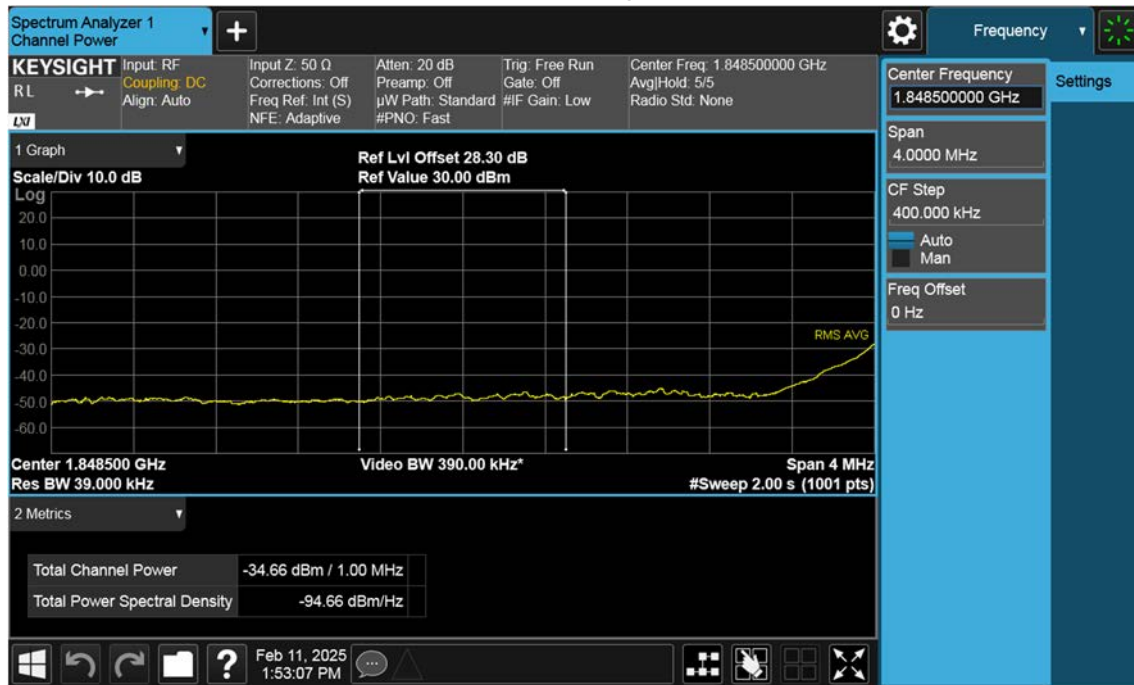 Spectrum Analyzer 1
Channel Power
Frequency
KEYSIGHT
RL
LXI
Input: RF
Coupling: DC
Align: Auto
Input Z: 50 Ω
Corrections: Off
Freq Ref: Int (S)
NFE: Adaptive
Atten: 20 dB
Preamp: Off
µW Path: Standard
#PNO: Fast
Trig: Free Run
Gate: Off
#IF Gain: Low
Center Freq: 1.848500000 GHz
Avg|Hold: 5/5
Radio Std: None
Center Frequency
1.848500000 GHz
Settings
Span
4.0000 MHz
CF Step
400.000 kHz
Auto
Man
Freq Offset
0 Hz
1 Graph
Scale/Div 10.0 dB
Ref Lvl Offset 28.30 dB
Ref Value 30.00 dBm
Log
20.0
10.0
0.00
-10.0
-20.0
-30.0
-40.0
-50.0
-60.0
RMS AVG
Center 1.848500 GHz
Video BW 390.00 kHz*
Span 4 MHz
Res BW 39.000 kHz
#Sweep 2.00 s (1001 pts)
2 Metrics
Total Channel Power -34.66 dBm / 1.00 MHz
Total Power Spectral Density -94.66 dBm/Hz
?
Feb 11, 2025
1:53:07 PM